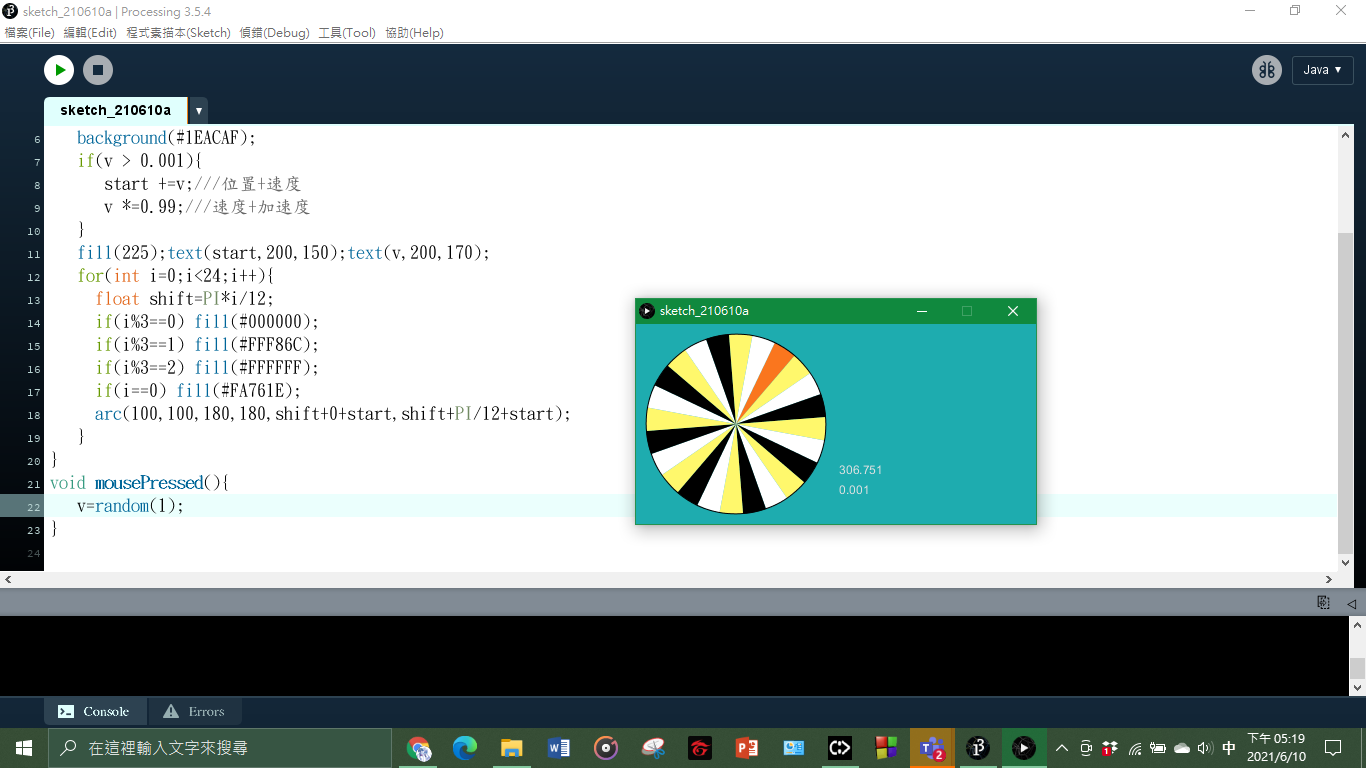 sketch_210610a | Processing 3.5.4
檔案(File) 編輯(Edit) 程式素描本(Sketch) 偵錯(Debug) 工具(Tool) 協助(Help)
Java ▼
sketch_210610a ▼
6 background(#1EACAF);
7 if(v > 0.001){
8 start +=v;///位置+速度
9 v *=0.99;///速度+加速度
10 }
11 fill(225);text(start,200,150);text(v,200,170);
12 for(int i=0;i<24;i++){
13 float shift=PI*i/12;
14 if(i%3==0) fill(#000000);
15 if(i%3==1) fill(#FFF86C);
16 if(i%3==2) fill(#FFFFFF);
17 if(i==0) fill(#FA761E);
18 arc(100,100,180,180,shift+0+start,shift+PI/12+start);
19 }
20 }
21 void mousePressed(){
22 v=random(1);
23 }
24
sketch_210610a
306.751
0.001
Console
Errors
在這裡輸入文字來搜尋
中
下午 05:19
2021/6/10